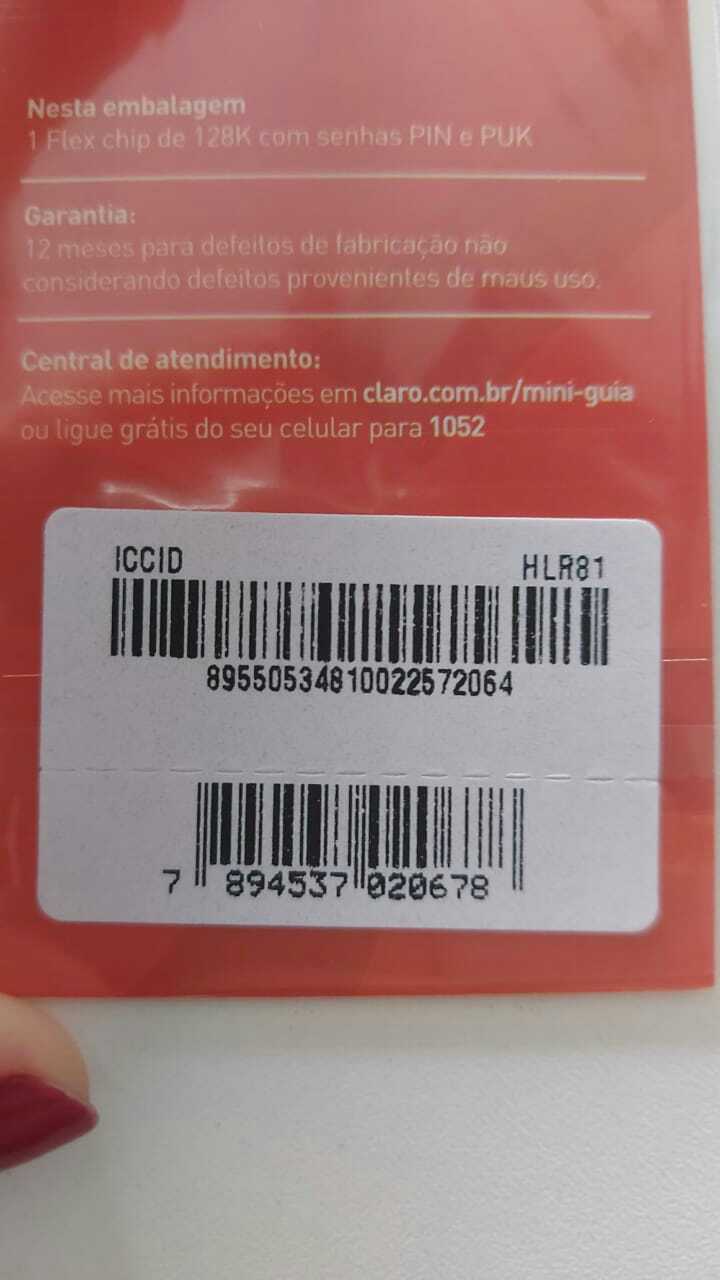 Nesta embalagem
1 Flex chip de 128K com senhas PIN e PUK
Garantia:
12 meses para defeitos de fabricação não
considerando defeitos provenientes de maus uso.
Central de atendimento:
Acesse mais informações em claro.com.br/mini-guia
ou ligue grátis do seu celular para 1052
ICCID HLR81
89550534810022572064
7 894537 020678